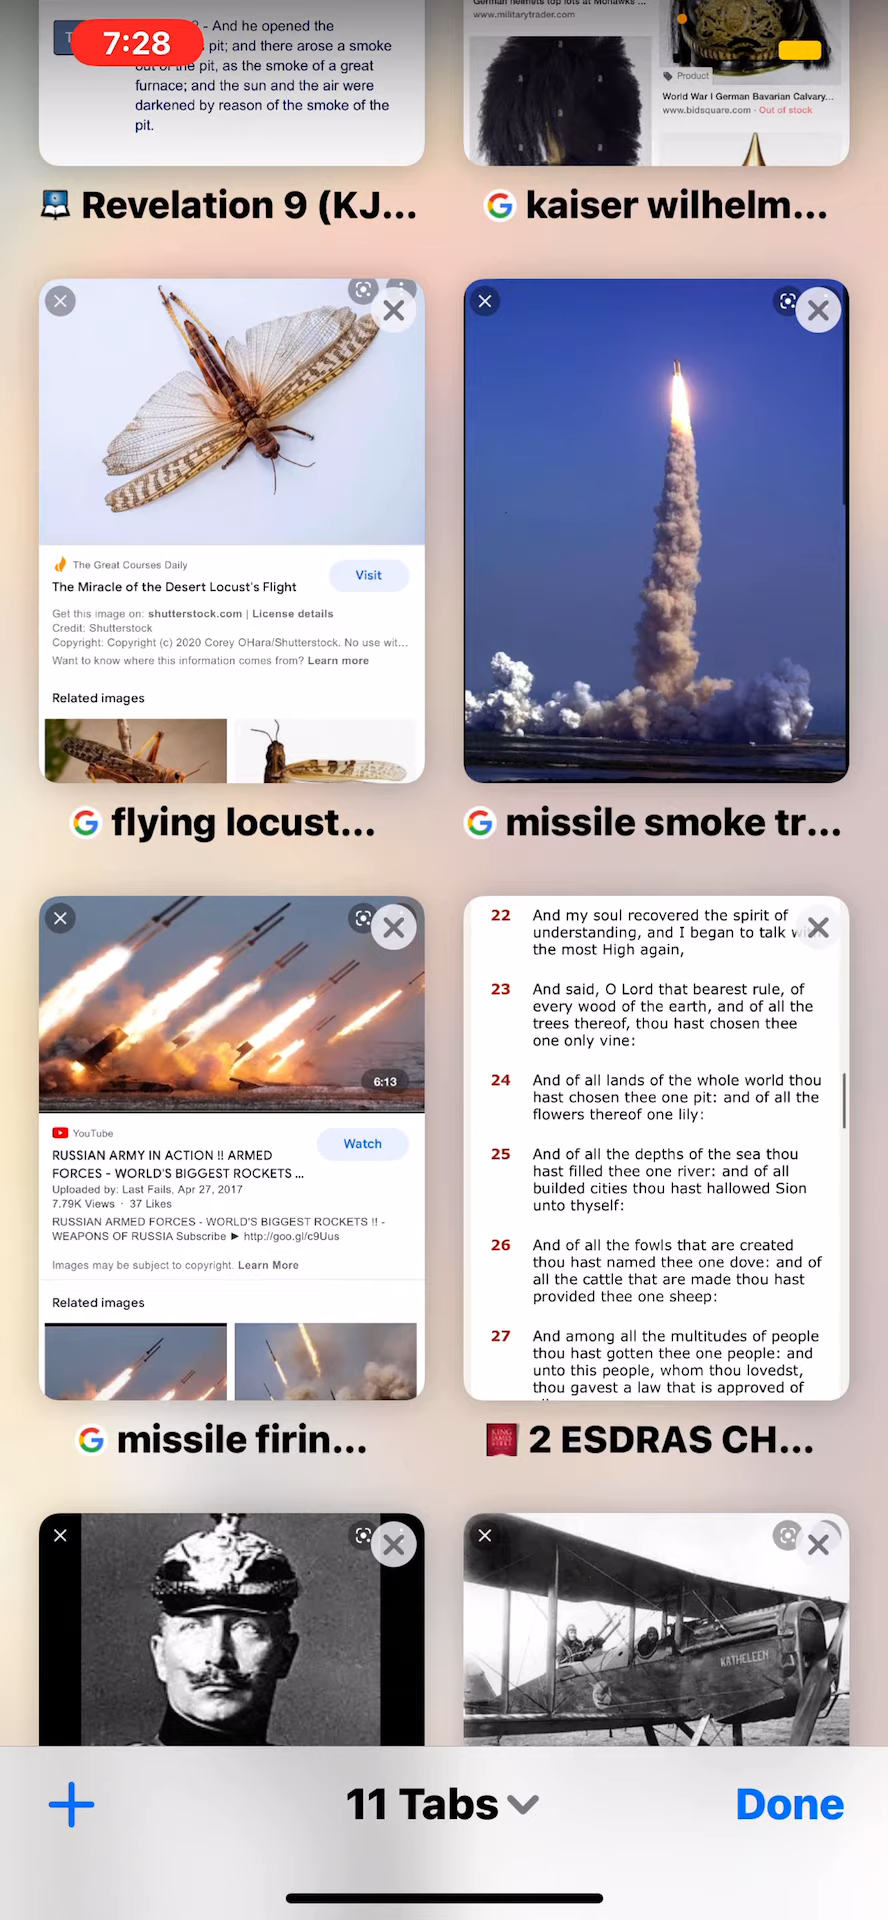 7:28
- And he opened the
pit; and there arose a smoke
out of the pit, as the smoke of a great
furnace; and the sun and the air were
darkened by reason of the smoke of the
pit.
www.militarytrader.com
Product
World War I German Bavarian Calvary...
www.bidsquare.com - Out of stock
Revelation 9 (KJ...
kaiser wilhelm...
The Great Courses Daily
The Miracle of the Desert Locust's Flight
Visit
Get this image on: shutterstock.com | License details
Credit: Shutterstock
Copyright: Copyright (c) 2020 Corey OHara/Shutterstock. No use wit...
Want to know where this information comes from? Learn more
Related images
flying locust...
missile smoke tr...
6:13
YouTube
RUSSIAN ARMY IN ACTION !! ARMED
FORCES - WORLD'S BIGGEST ROCKETS ...
Watch
Uploaded by: Last Fails, Apr 27, 2017
7.79K Views · 37 Likes
RUSSIAN ARMED FORCES - WORLD'S BIGGEST ROCKETS !! -
WEAPONS OF RUSSIA Subscribe ► http://goo.gl/c9Uus
Images may be subject to copyright. Learn More
Related images
22 And my soul recovered the spirit of
understanding, and I began to talk
the most High again,
23 And said, O Lord that bearest rule, of
every wood of the earth, and of all the
trees thereof, thou hast chosen thee
one only vine:
24 And of all lands of the whole world thou
hast chosen thee one pit: and of all the
flowers thereof one lily:
25 And of all the depths of the sea thou
hast filled thee one river: and of all
builded cities thou hast hallowed Sion
unto thyself:
26 And of all the fowls that are created
thou hast named thee one dove: and of
all the cattle that are made thou hast
provided thee one sheep:
27 And among all the multitudes of people
thou hast gotten thee one people: and
unto this people, whom thou lovedst,
thou gavest a law that is approved of
missile firin...
KING JAMES BIBLE
2 ESDRAS CH...
KATHELEEN
11 Tabs
Done